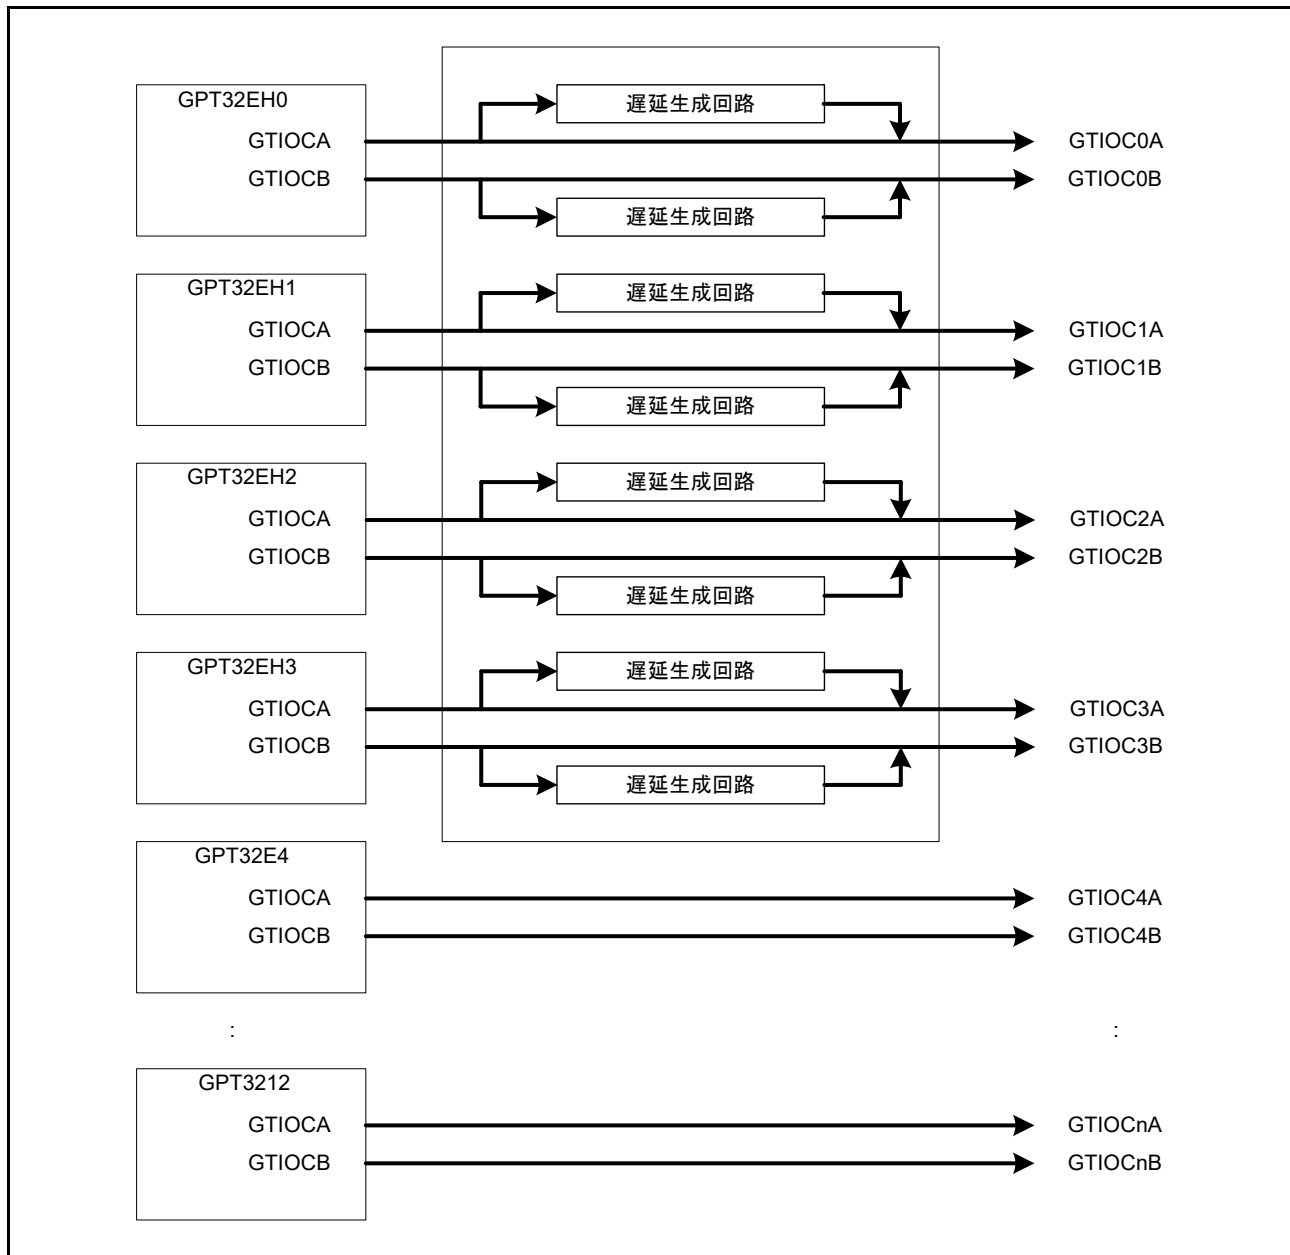 GPT32EH0
遅延生成回路
GTIOCA
GTIOC0A
GTIOCB
GTIOC0B
遅延生成回路
GPT32EH1
遅延生成回路
GTIOCA
GTIOC1A
GTIOCB
GTIOC1B
遅延生成回路
GPT32EH2
遅延生成回路
GTIOCA
GTIOC2A
GTIOCB
GTIOC2B
遅延生成回路
GPT32EH3
遅延生成回路
GTIOCA
GTIOC3A
GTIOCB
GTIOC3B
遅延生成回路
GPT32E4
GTIOCA
GTIOC4A
GTIOCB
GTIOC4B
:
:
GPT3212
GTIOCA
GTIOCnA
GTIOCB
GTIOCnB